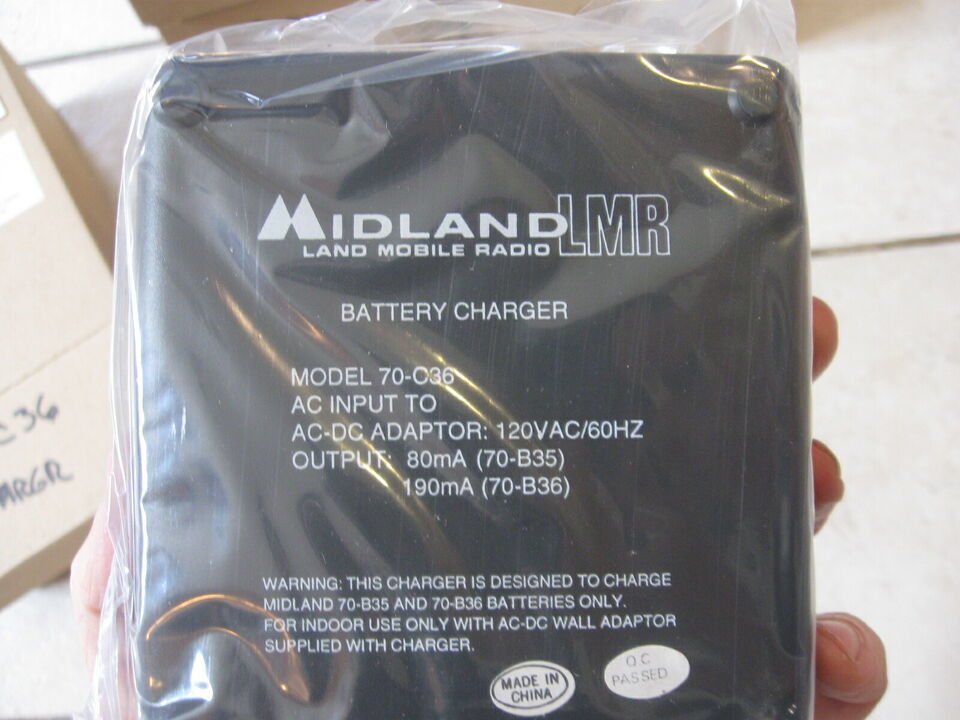 MIDLAND LMR
LAND MOBILE RADIO
BATTERY CHARGER
MODEL 70-C36
AC INPUT TO
AC-DC ADAPTOR: 120VAC/60HZ
OUTPUT: 80mA (70-B35)
190mA (70-B36)
WARNING: THIS CHARGER IS DESIGNED TO CHARGE
MIDLAND 70-B35 AND 70-B36 BATTERIES ONLY.
FOR INDOOR USE ONLY WITH AC-DC WALL ADAPTOR
SUPPLIED WITH CHARGER.
MADE IN
CHINA
Q.C
PASSED
C36